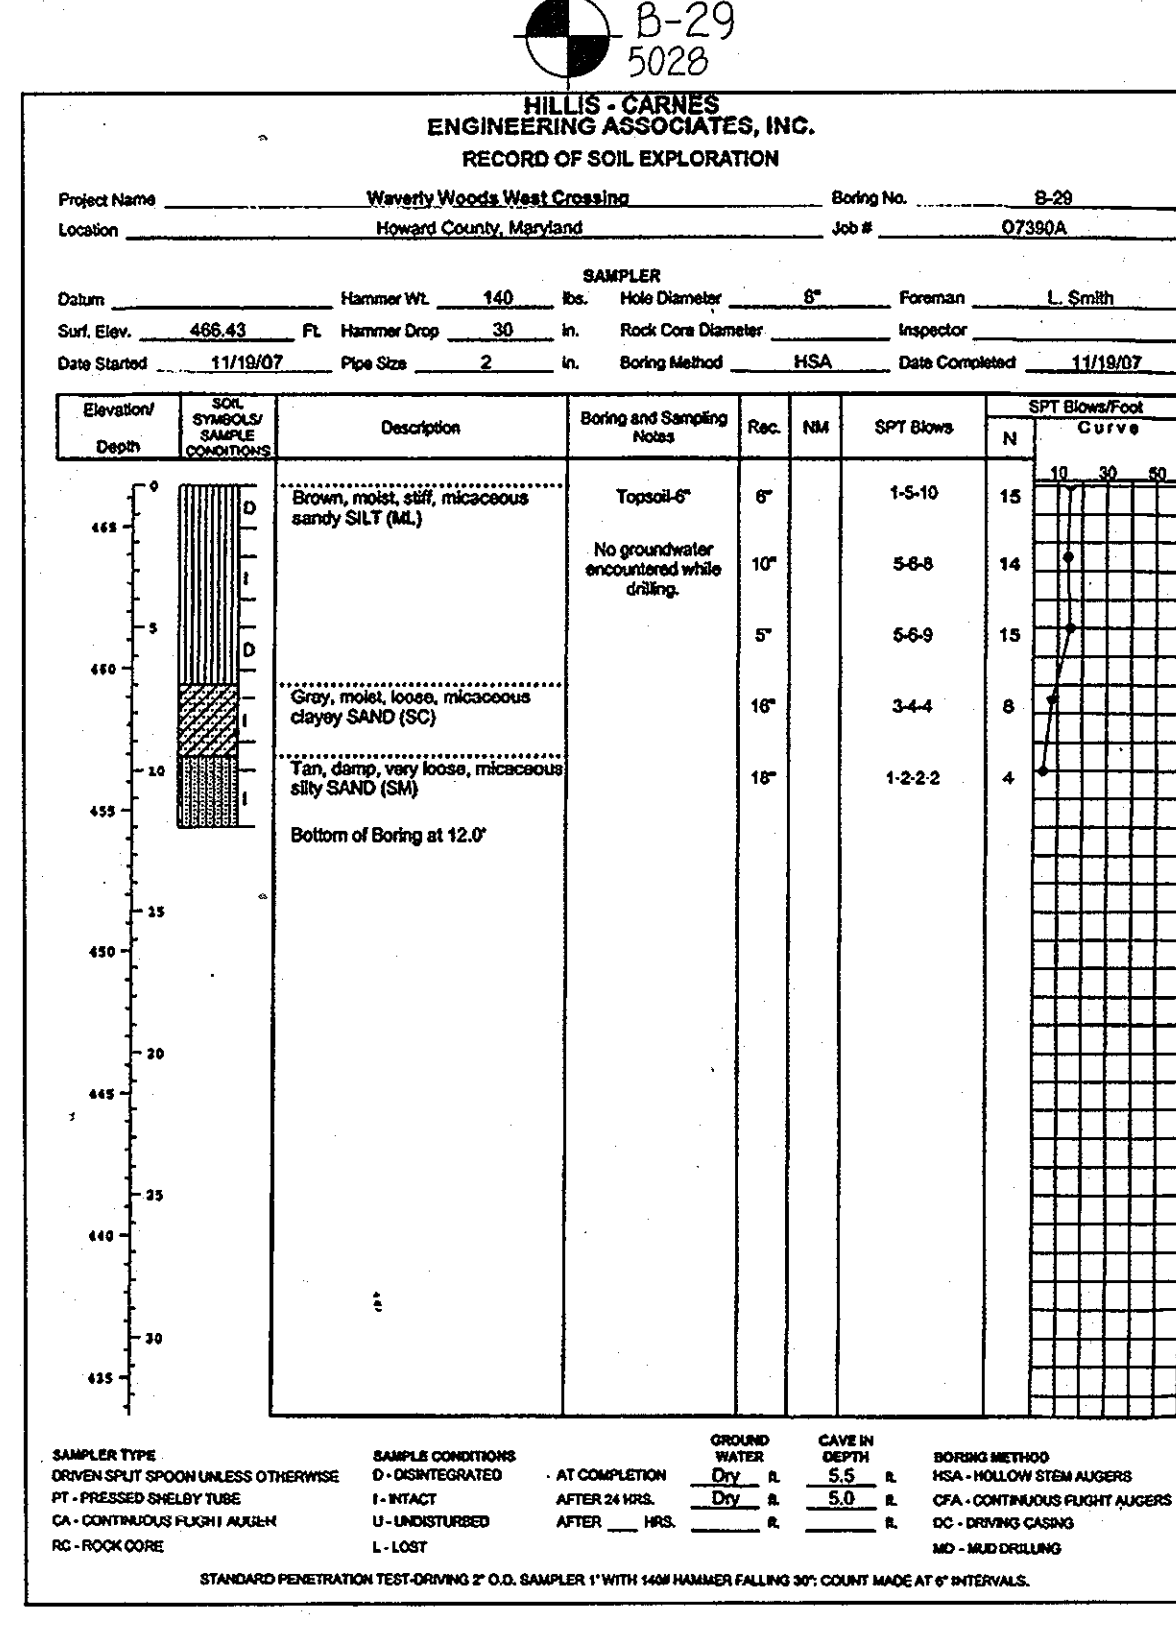 B-29
5028
HILLIS - CARNES
ENGINEERING ASSOCIATES, INC.
RECORD OF SOIL EXPLORATION
Project Name Waverly Woods West Crossing Boring No. B-29
Location Howard County, Maryland Job # 07390A
SAMPLER
Datum Hammer Wt. 140 lbs. Hole Diameter 8" Foreman L. Smith
Surf. Elev. 466.43 Ft. Hammer Drop 30 in. Rock Core Diameter Inspector
Date Started 11/19/07 Pipe Size 2 in. Boring Method HSA Date Completed 11/19/07
Elevation/ Depth
SOIL SYMBOLS/ SAMPLE CONDITIONS
Description
Boring and Sampling Notes
Rec.
NM
SPT Blows
SPT Blows/Foot
N
Curve
10 30 50
0
Brown, moist, stiff, micaceous Topsoil-6" 6" 1-5-10 15
D
sandy SILT (ML)
465
No groundwater
encountered while 10" 5-6-8 14
drilling.
I
5 5" 5-6-9 15
D
460
Gray, moist, loose, micaceous 16" 3-4-4 8
clayey SAND (SC)
I
10 Tan, damp, very loose, micaceous 18" 1-2-2-2 4
silty SAND (SM)
I
455
Bottom of Boring at 12.0'
15
450
20
445
25
440
30
435
SAMPLER TYPE
DRIVEN SPLIT SPOON UNLESS OTHERWISE
PT - PRESSED SHELBY TUBE
CA - CONTINUOUS FLIGHT AUGER
RC - ROCK CORE
SAMPLE CONDITIONS
D - DISINTEGRATED
I - INTACT
U - UNDISTURBED
L - LOST
GROUND WATER CAVE IN DEPTH
AT COMPLETION Dry ft. 5.5 ft.
AFTER 24 HRS. Dry ft. 5.0 ft.
AFTER ___ HRS. ft. ft.
BORING METHOD
HSA - HOLLOW STEM AUGERS
CFA - CONTINUOUS FLIGHT AUGERS
DC - DRIVING CASING
MD - MUD DRILLING
STANDARD PENETRATION TEST-DRIVING 2" O.D. SAMPLER 1' WITH 140# HAMMER FALLING 30": COUNT MADE AT 6" INTERVALS.